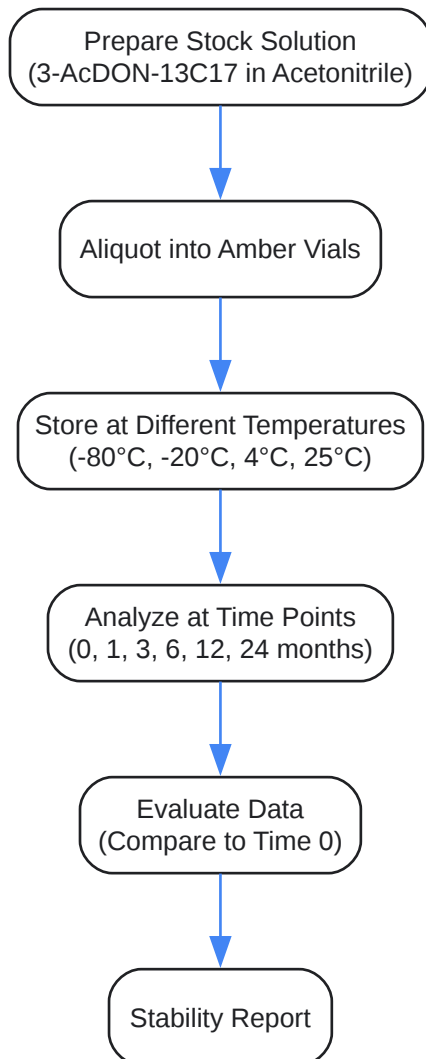 Prepare Stock Solution
(3-AcDON-13C17 in Acetonitrile)
Aliquot into Amber Vials
Store at Different Temperatures
(-80°C, -20°C, 4°C, 25°C)
Analyze at Time Points
(0, 1, 3, 6, 12, 24 months)
Evaluate Data
(Compare to Time 0)
Stability Report